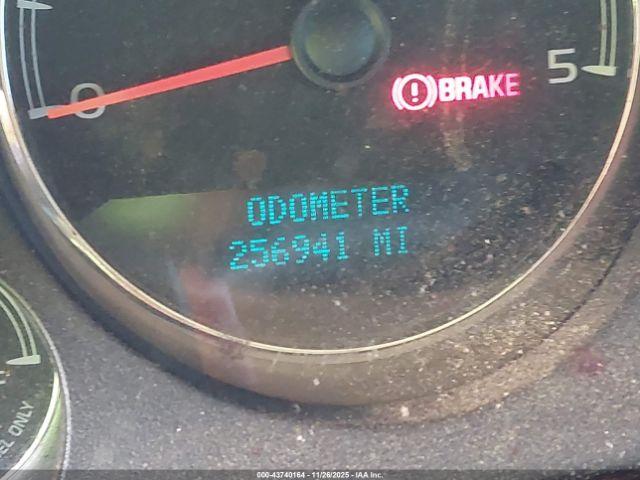 0
5
BRAKE
ODOMETER
256941 MI
EL ONLY
000-43740164 - 11/26/2025 - IAA Inc.